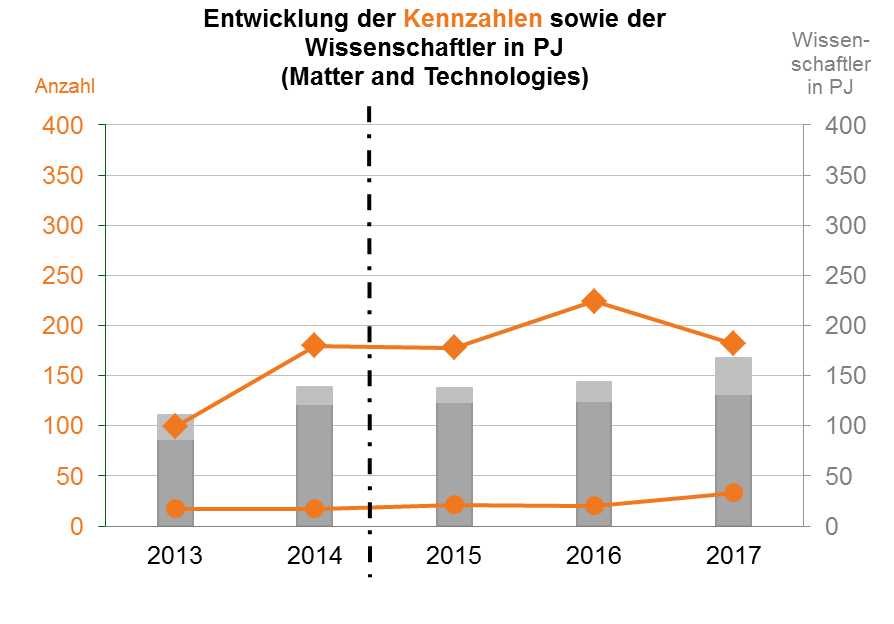 Entwicklung der Kennzahlen sowie der
Wissenschaftler in PJ
(Matter and Technologies)
Anzahl
Wissen-
schaftler
in PJ
400 400
350 350
300 300
250 250
200 200
150 150
100 100
50 50
0 0
2013 2014 2015 2016 2017